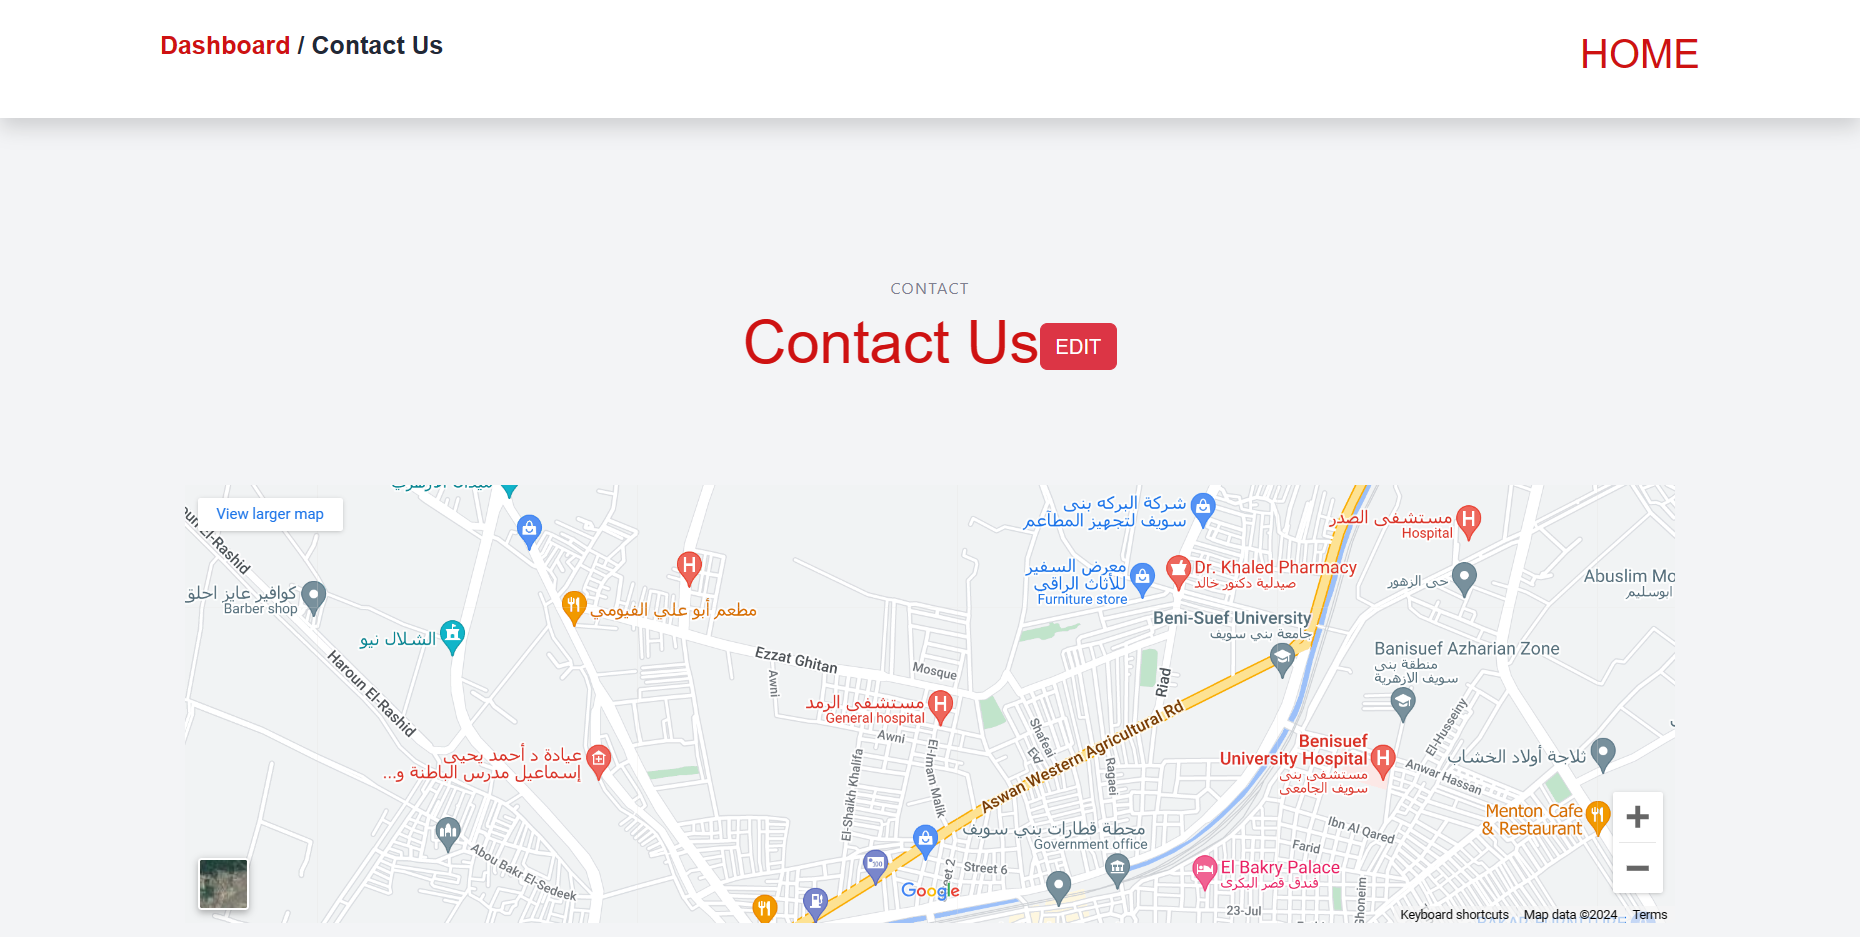 Dashboard / Contact Us
HOME
CONTACT
Contact Us
EDIT
View larger map
شركة البركه بنى
سويف لتجهيز المطاعم
مستشفى الصدر
Hospital
El-Rashid
كوافير عايز احلق
Barber shop
معرض السفير
للأثاث الراقي
Furniture store
Dr. Khaled Pharmacy
صيدلية دكتور خالد
حى الزهور
Abuslim Mo
ابوسليم
مطعم أبو علي الفيومي
Beni-Suef University
جامعة بني سويف
الشلال نيو
Ezzat Ghitan
Mosque
Banisuef Azharian Zone
منطقة بنى
سويف الازهرية
Haroun El-Rashid
Awni
Riad
مستشفى الرمد
General hospital
Awni
Shafeai
Ed
Aswan Western Agricultural Rd
El-Husseiny
Benisuef
University Hospital
مستشفى بنى
سويف الجامعى
عيادة د أحمد يحيى
إسماعيل مدرس الباطنة و...
ثلاجة أولاد الخشاب
Anwar Hassan
Ragaei
El-Shaikh Khalifa
El-Imam Malik
Menton Cafe
& Restaurant
محطة قطارات بني سويف
Government office
Ibn Al Qared
Farid
Abou Bakr El-Sedeek
Street 6
El Bakry Palace
فندق قصر البكرى
Google
23-Jul
Ghoneim
Keyboard shortcuts
Map data ©2024
Terms